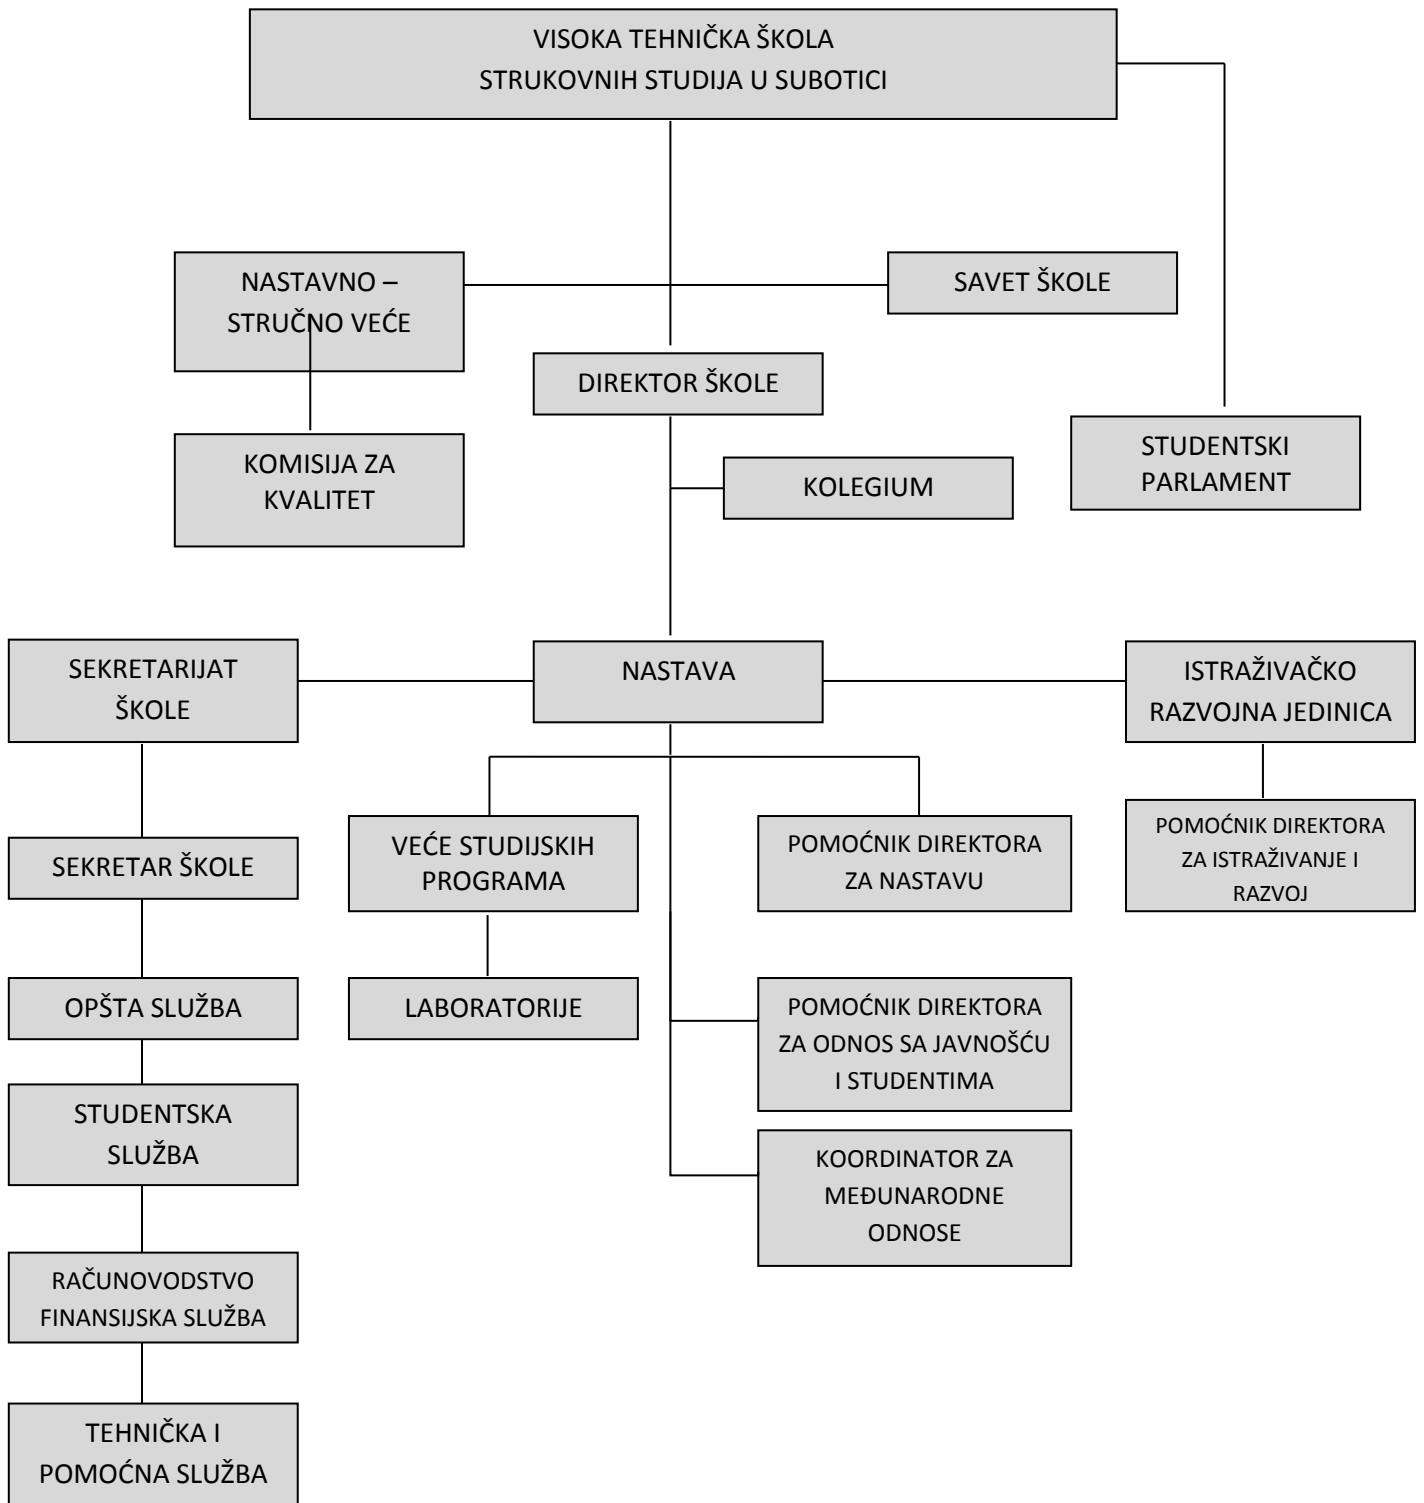 VISOKA TEHNIČKA ŠKOLA
STRUKOVNIH STUDIJA U SUBOTICI
NASTAVNO –
STRUČNO VEĆE
SAVET ŠKOLE
DIREKTOR ŠKOLE
KOMISIJA ZA
KVALITET
KOLEGIUM
STUDENTSKI
PARLAMENT
SEKRETARIJAT
ŠKOLE
NASTAVA
ISTRAŽIVAČKO
RAZVOJNA JEDINICA
SEKRETAR ŠKOLE
VEĆE STUDIJSKIH
PROGRAMA
POMOĆNIK DIREKTORA
ZA NASTAVU
POMOĆNIK DIREKTORA
ZA ISTRAŽIVANJE I
RAZVOJ
OPŠTA SLUŽBA
LABORATORIJE
POMOĆNIK DIREKTORA
ZA ODNOS SA JAVNOŠĆU
I STUDENTIMA
STUDENTSKA
SLUŽBA
KOORDINATOR ZA
MEĐUNARODNE
ODNOSE
RAČUNOVODSTVO
FINANSIJSKA SLUŽBA
TEHNIČKA I
POMOĆNA SLUŽBA